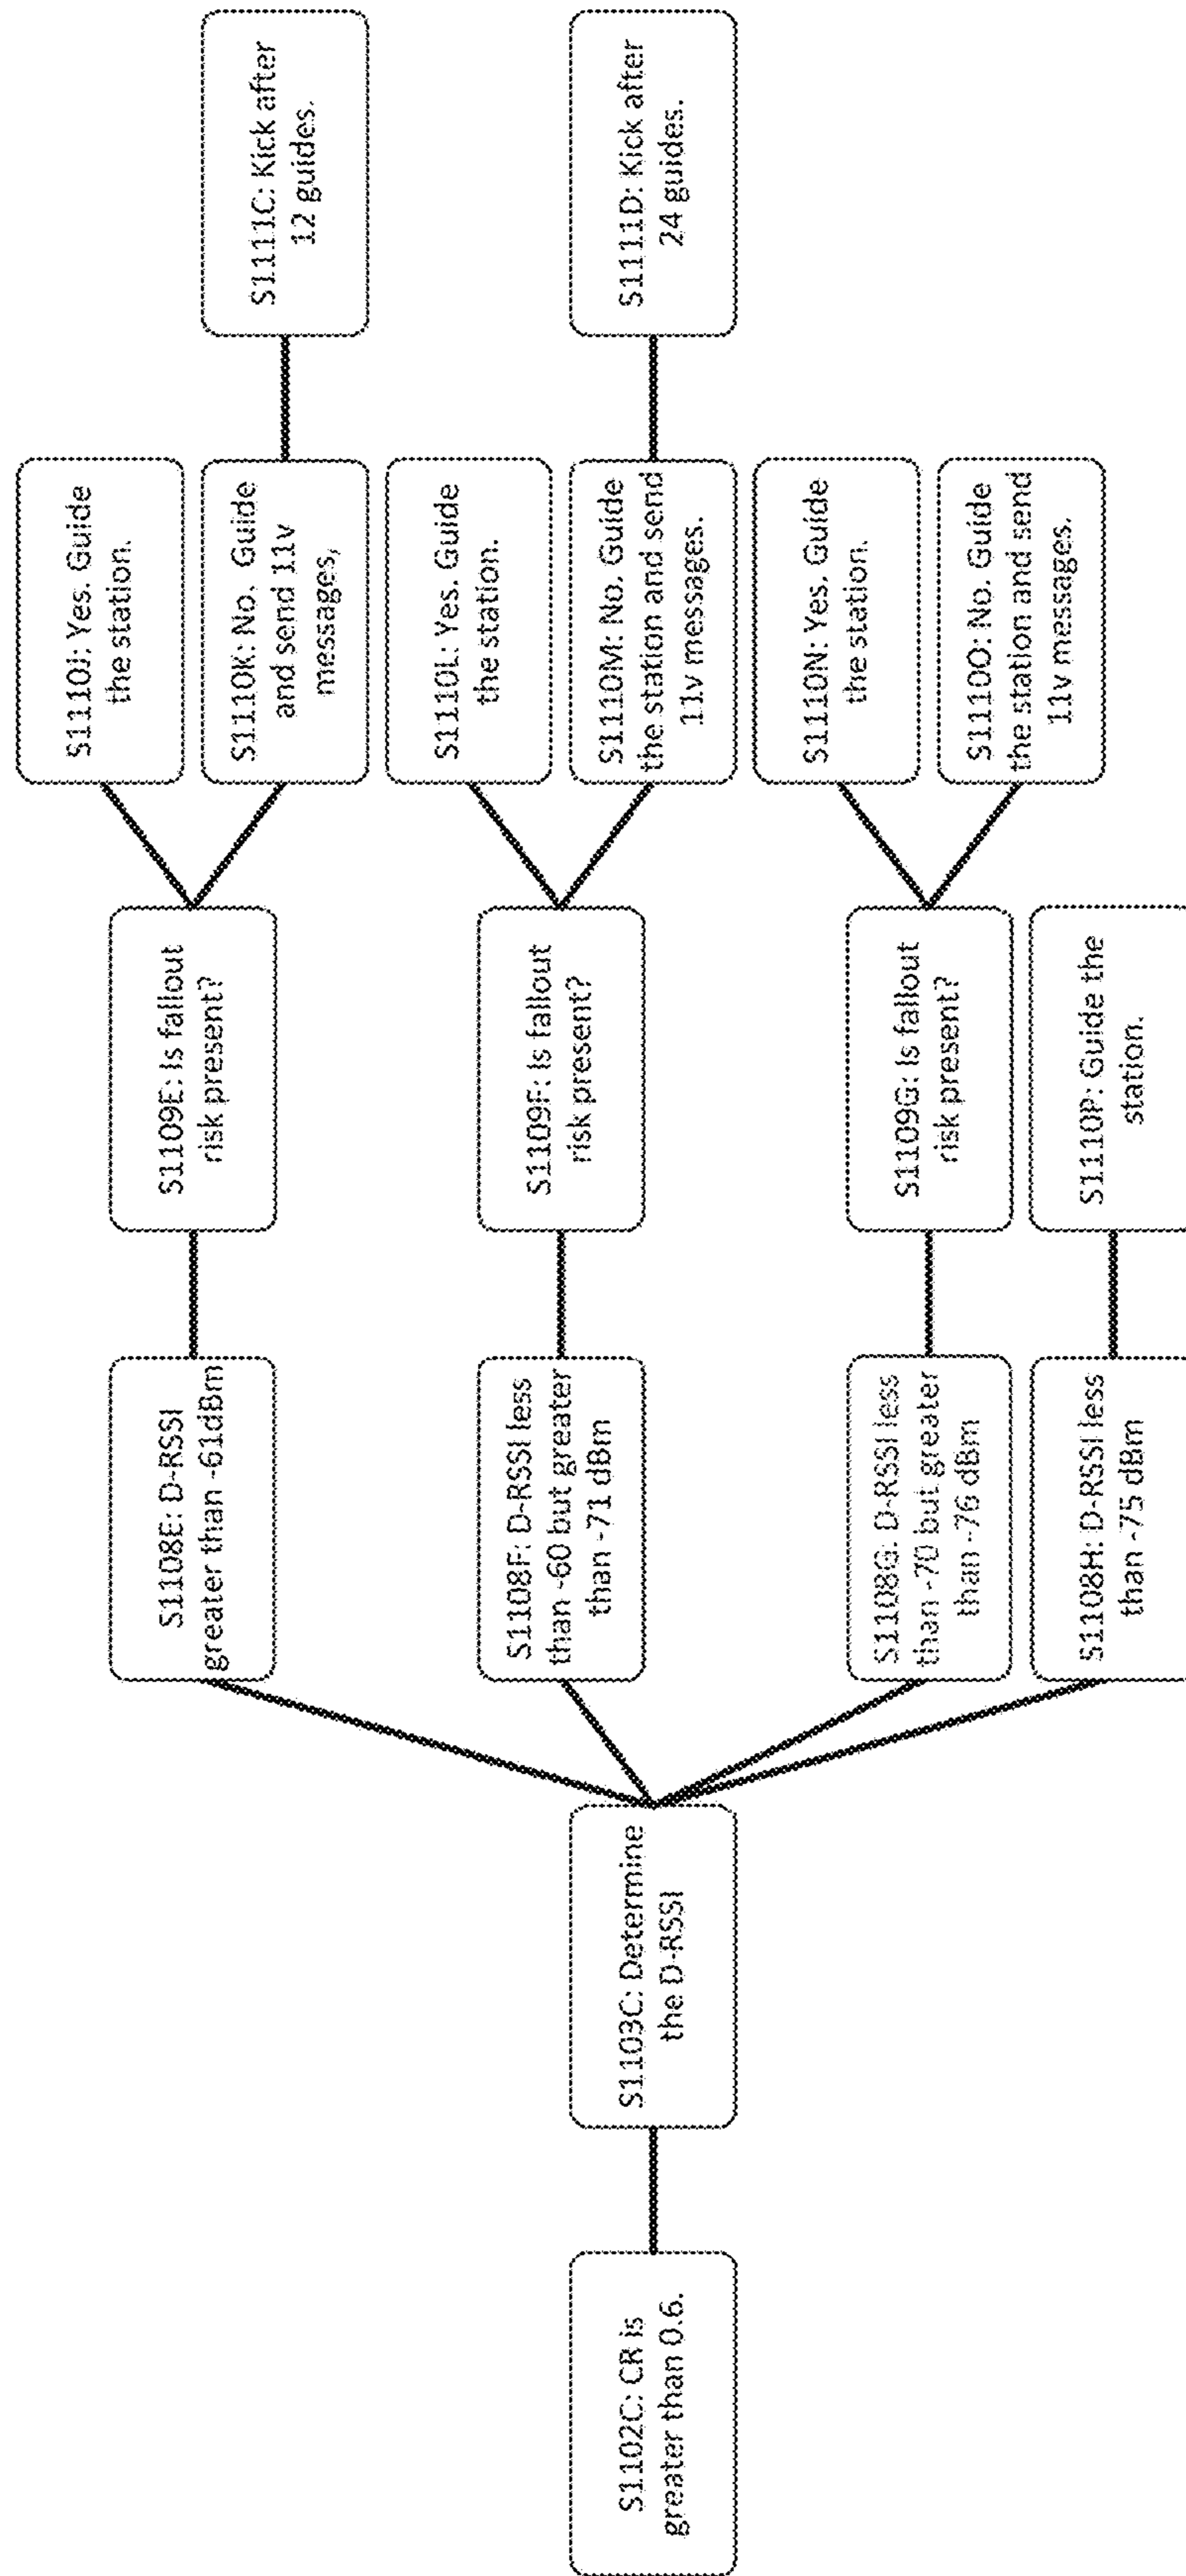 S1102C: CR is
greater than 0.6.
S1103C: Determine
the D-RSSI
S1108E: D-RSSI
greater than -61dBm
S1109E: Is fallout
risk present?
S1110J: Yes. Guide
the station.
S1110K: No. Guide
and send 11v
messages,
S1111C: Kick after
12 guides.
S1108F: D-RSSI less
than -60 but greater
than -71 dBm
S1109F: Is fallout
risk present?
S1110L: Yes. Guide
the station.
S1110M: No. Guide
the station and send
11v messages.
S1111D: Kick after
24 guides.
S1108G: D-RSSI less
than -70 but greater
than -76 dBm
S1109G: Is fallout
risk present?
S1110N: Yes. Guide
the station.
S1110O: No. Guide
the station and send
11v messages.
S1108H: D-RSSI less
than -75 dBm
S1110P: Guide the
station.